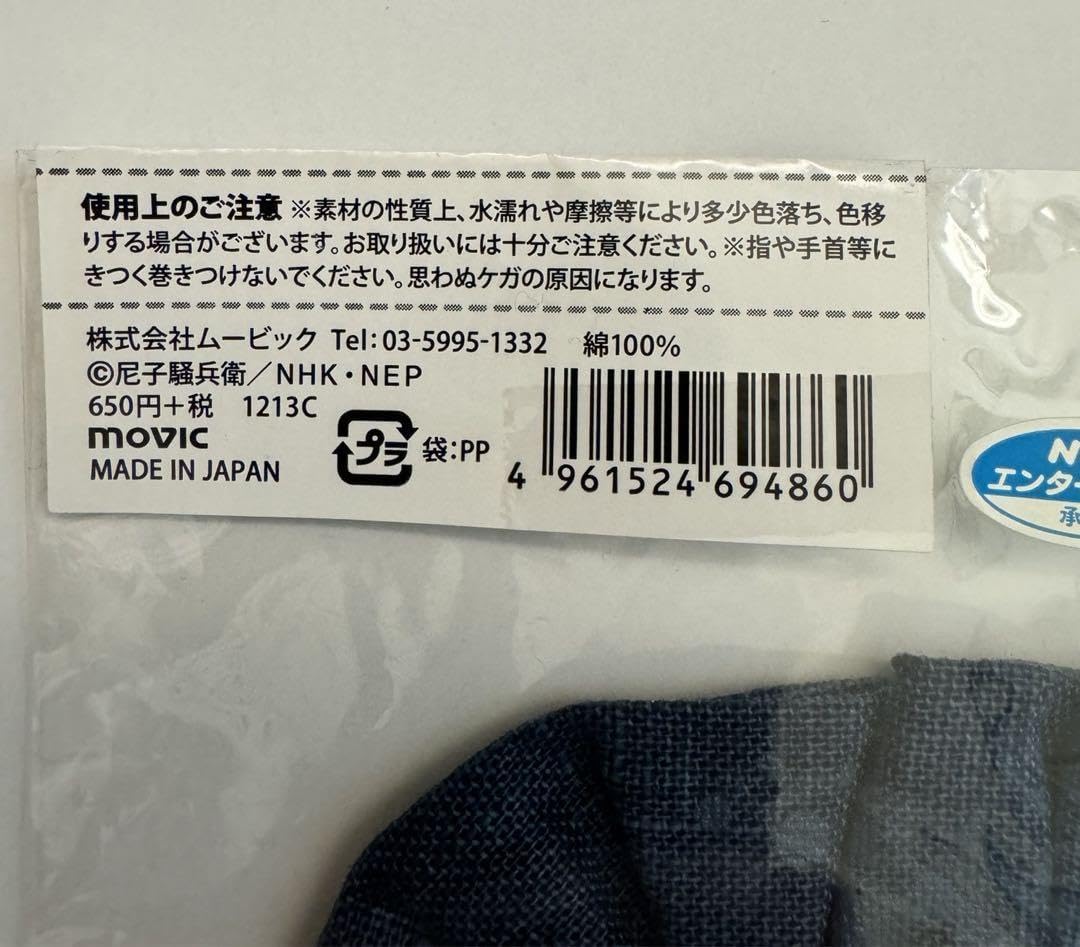 使用上のご注意 ※素材の性質上、水濡れや摩擦等により多少色落ち、色移
りする場合がございます。お取り扱いには十分ご注意ください。※指や手首等に
きつく巻きつけないでください。思わぬケガの原因になります。
株式会社ムービック Tel：03-5995-1332 綿100%
©尼子騒兵衛／NHK・NEP
650円＋税 1213C
movic
MADE IN JAPAN
プラ 袋：PP
4 961524 694860
N
エンター
承